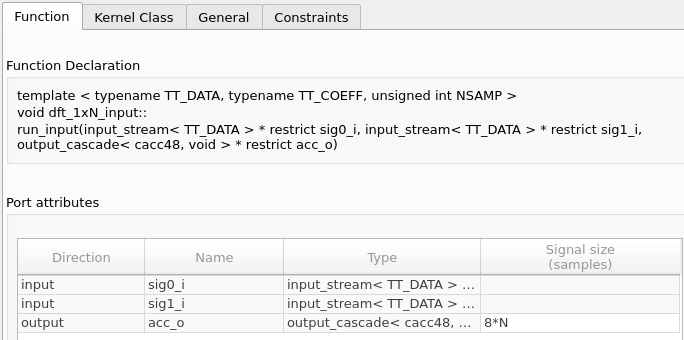 Function Kernel Class General Constraints
Function Declaration
template < typename TT_DATA, typename TT_COEFF, unsigned int NSAMP >
void dft_1xN_input::
run_input(input_stream< TT_DATA > * restrict sig0_i, input_stream< TT_DATA > * restrict sig1_i,
output_cascade< cacc48, void > * restrict acc_o)
Port attributes
Direction Name Type Signal size
(samples)
input sig0_i input_stream< TT_DATA > ...
input sig1_i input_stream< TT_DATA > ...
output acc_o output_cascade< cacc48, ... 8*N